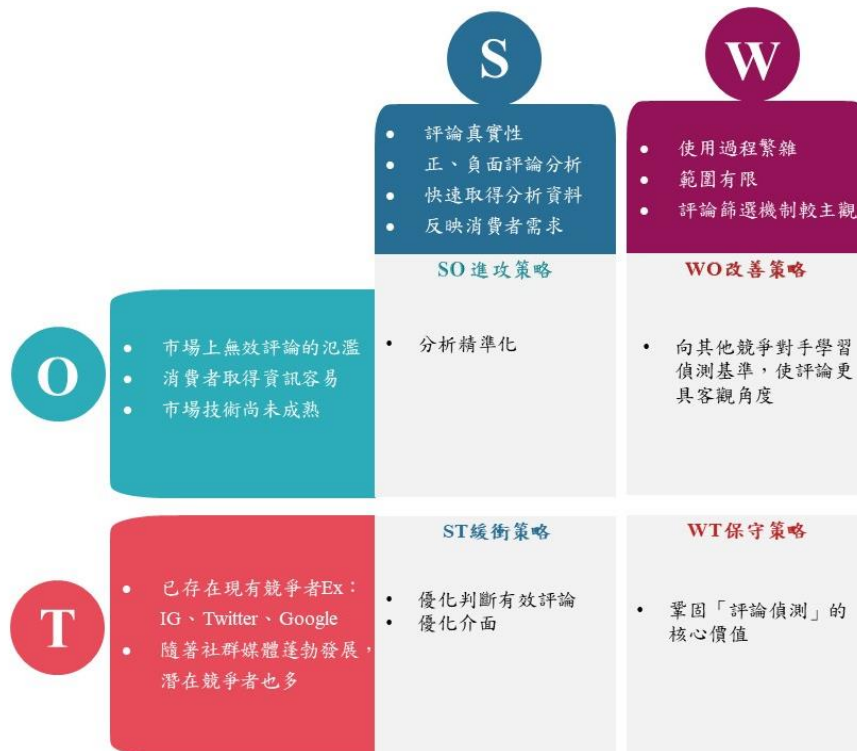 S
W
評論真實性
正、負面評論分析
快速取得分析資料
反映消費者需求
使用過程繁雜
範圍有限
評論篩選機制較主觀
O
市場上無效評論的氾濫
消費者取得資訊容易
市場技術尚未成熟
SO 進攻策略
分析精準化
WO改善策略
向其他競爭對手學習
偵測基準，使評論更
具客觀角度
T
已存在現有競爭者Ex：
IG、Twitter、Google
隨著社群媒體蓬勃發展，
潛在競爭者也多
ST緩衝策略
優化判斷有效評論
優化介面
WT保守策略
鞏固「評論偵測」的
核心價值